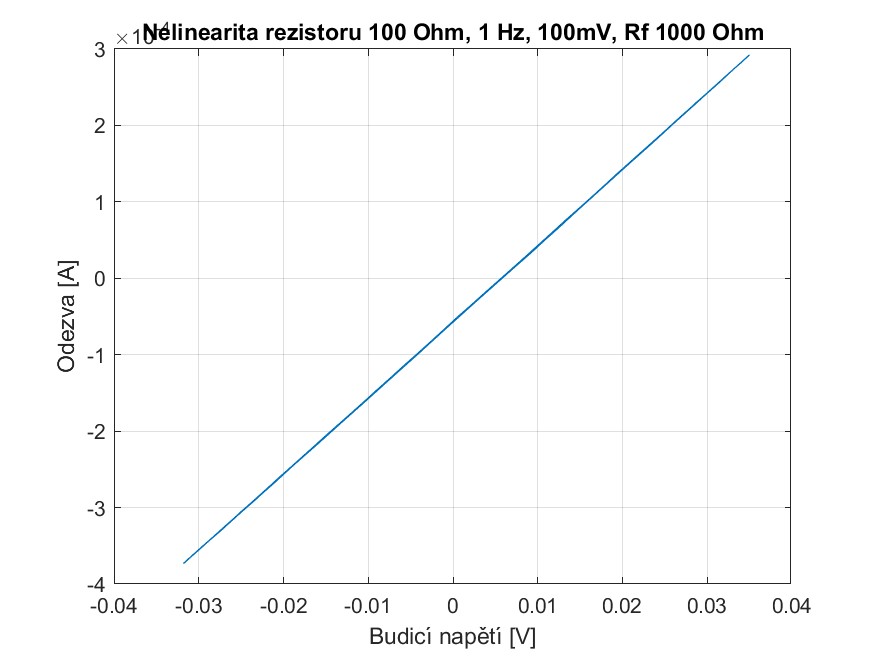 Nelinearita rezistoru 100 Ohm, 1 Hz, 100mV, Rf 1000 Ohm
×10-4
3
2
1
0
-1
-2
-3
-4
Odezva [A]
-0.04 -0.03 -0.02 -0.01 0 0.01 0.02 0.03 0.04
Budicí napětí [V]